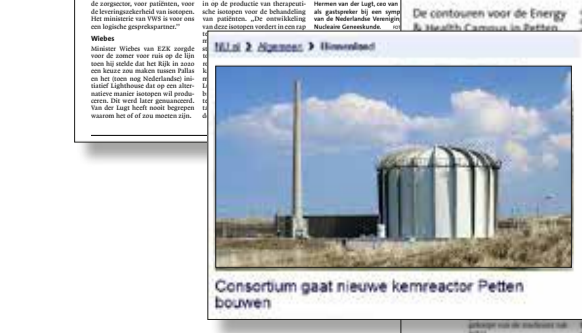 de zorgsector, voor patiënten, voor
de leveringszekerheid van isotopen.
Het ministerie van VWS is voor ons
een logische gesprekspartner.”
Wiebes
Minister Wiebes van EZK zorgde
voor de zomer voor ruis op de lijn
toen hij stelde dat het Rijk in 2020
een keuze zou maken tussen Pallas
en het (toen nog Nederlandse) ini-
tiatief Lighthouse dat op een alter-
natieve manier isotopen wil produ-
ceren. Dit werd later genuanceerd.
Van der Lugt heeft nooit begrepen
waarom het of of zou moeten zijn.
in op de productie van therapeuti-
sche isotopen voor de behandeling
van patiënten. „De ontwikkeling
van deze isotopen vordert in een rap
Hermen van der Lugt, ceo van
als gastspreker bij een symp
van de Nederlandse Vereniging
Nucleaire Geneeskunde.
De contouren voor de Energy
& Health Campus in Petten
NU.nl > Algemeen > Binnenland
Consortium gaat nieuwe kernreactor Petten
bouwen